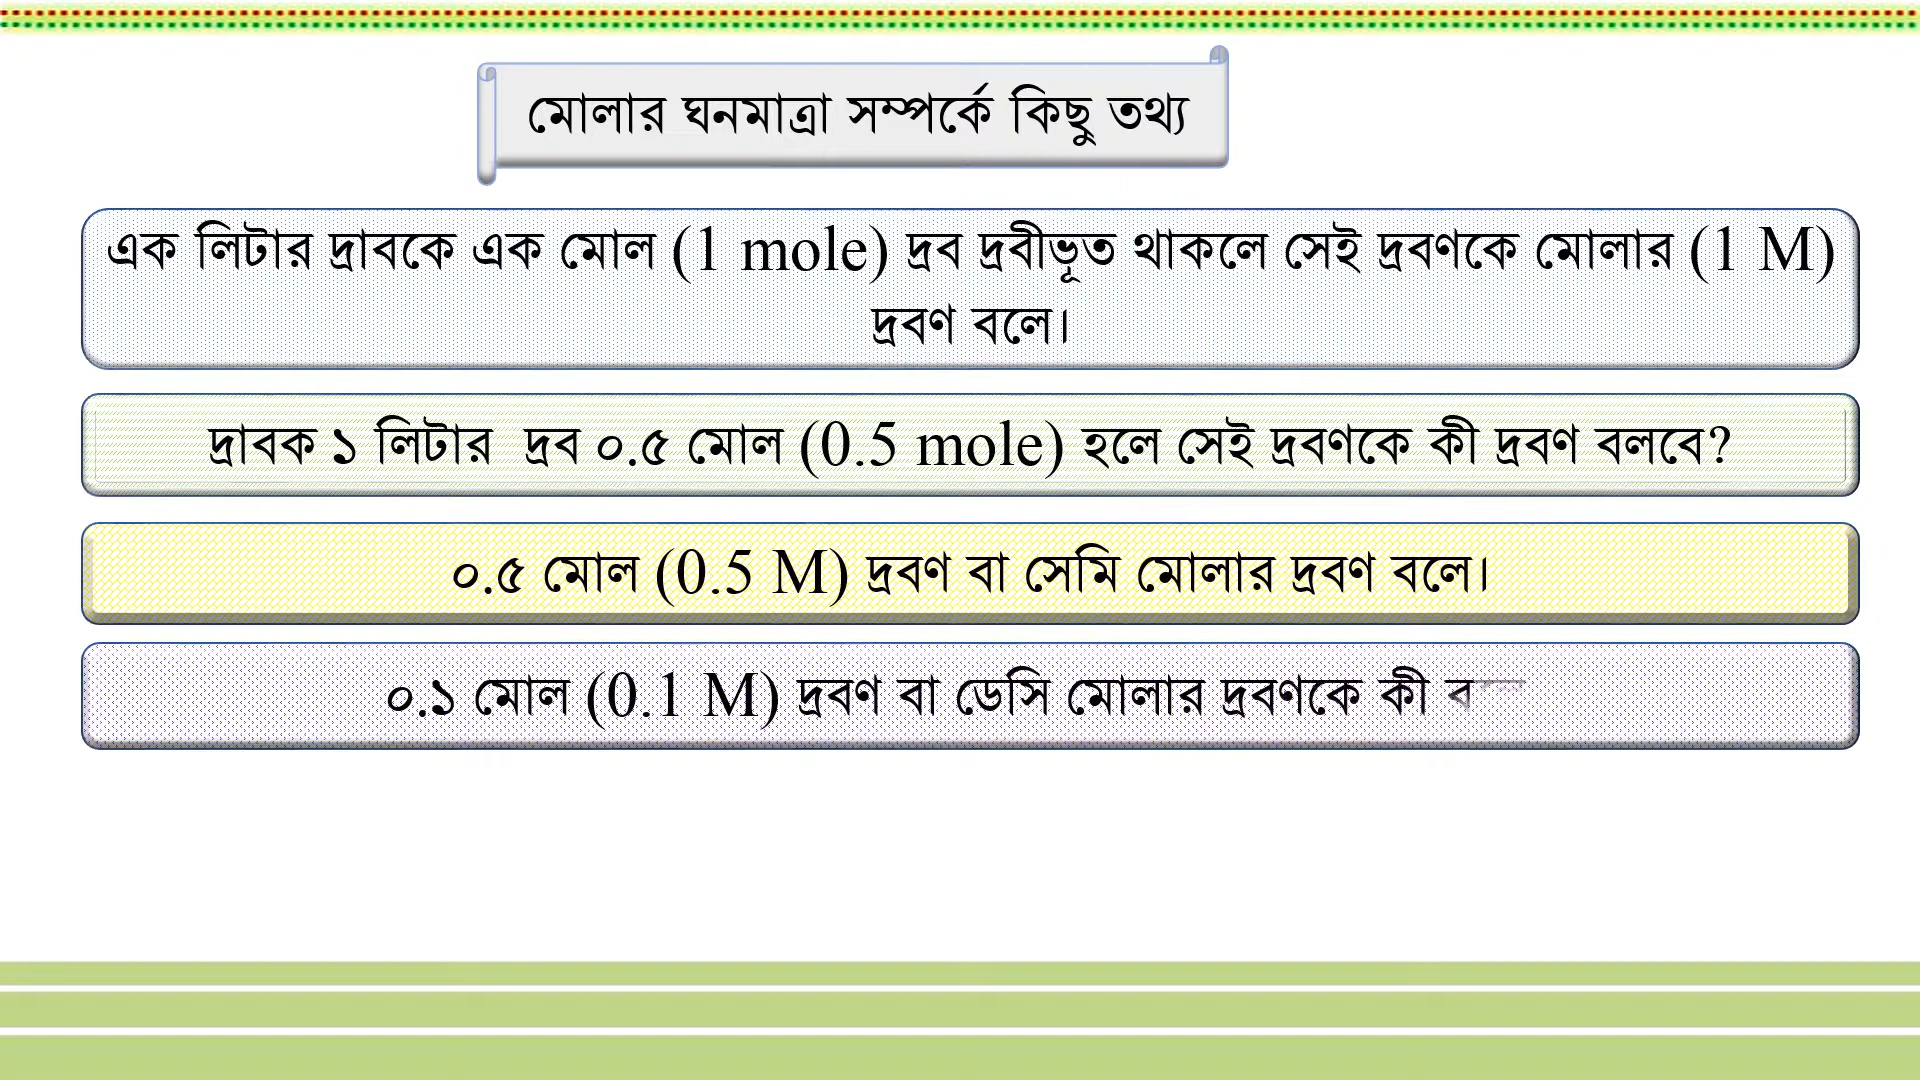 মোলার ঘনমাত্রা সম্পর্কে কিছু তথ্য
এক লিটার দ্রাবকে এক মোল (1 mole) দ্রব দ্রবীভূত থাকলে সেই দ্রবণকে মোলার (1 M)
দ্রবণ বলে।
দ্রাবক ১ লিটার দ্রব ০.৫ মোল (0.5 mole) হলে সেই দ্রবণকে কী দ্রবণ বলবে?
০.৫ মোল (0.5 M) দ্রবণ বা সেমি মোলার দ্রবণ বলে।
০.১ মোল (0.1 M) দ্রবণ বা ডেসি মোলার দ্রবণকে কী